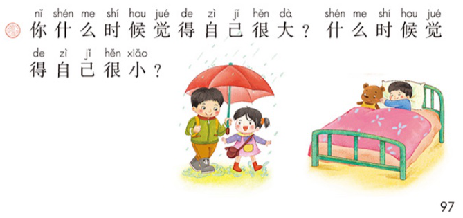 nǐ shén me shí hou jué de zì jǐ hěn dà shén me shí hou jué
你什么时候觉得自己很大？什么时候觉
de zì jǐ hěn xiǎo
得自己很小？
97